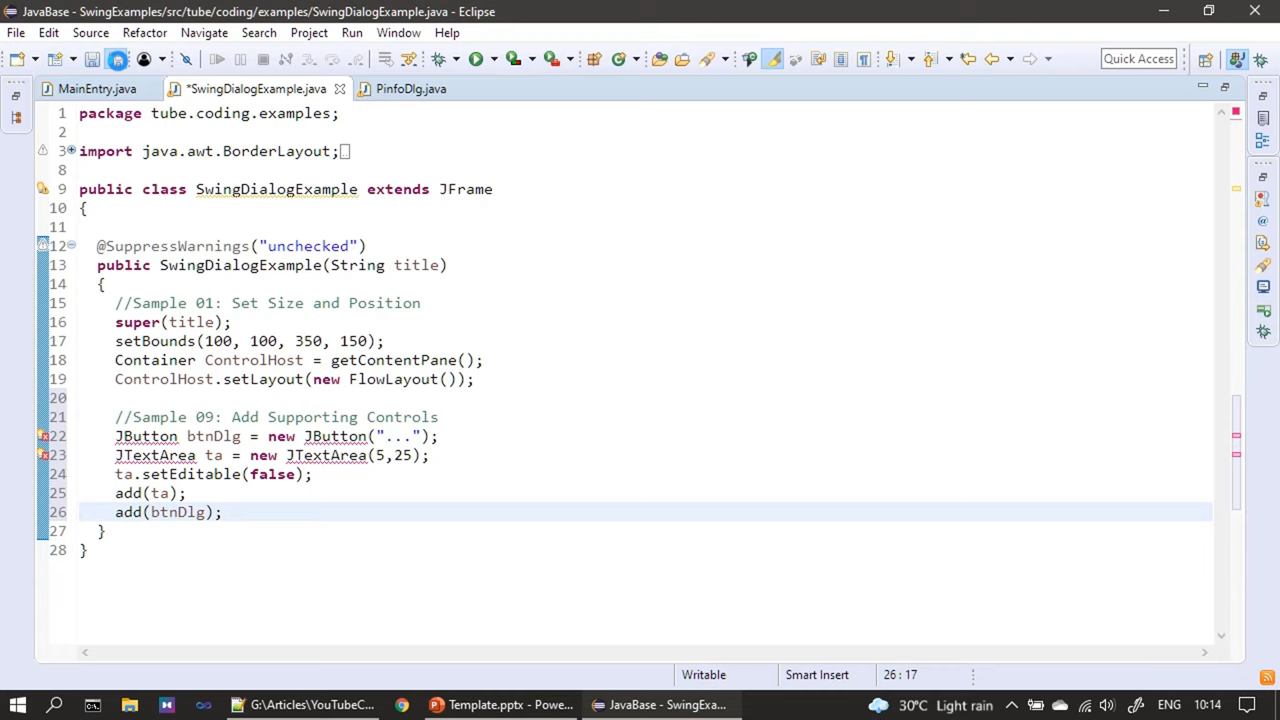 JavaBase - SwingExamples/src/tube/coding/examples/SwingDialogExample.java - Eclipse
File Edit Source Refactor Navigate Search Project Run Window Help
Quick Access
MainEntry.java *SwingDialogExample.java PinfoDlg.java
1 package tube.coding.examples;
2
3 import java.awt.BorderLayout;
8
9 public class SwingDialogExample extends JFrame
10 {
11
12 @SuppressWarnings("unchecked")
13 public SwingDialogExample(String title)
14 {
15 //Sample 01: Set Size and Position
16 super(title);
17 setBounds(100, 100, 350, 150);
18 Container ControlHost = getContentPane();
19 ControlHost.setLayout(new FlowLayout());
20
21 //Sample 09: Add Supporting Controls
22 JButton btnDlg = new JButton("...");
23 JTextArea ta = new JTextArea(5,25);
24 ta.setEditable(false);
25 add(ta);
26 add(btnDlg);
27 }
28 }
Writable Smart Insert 26 : 17
G:\Articles\YouTubeC... Template.pptx - Powe... JavaBase - SwingExa... 30°C Light rain ENG 10:14